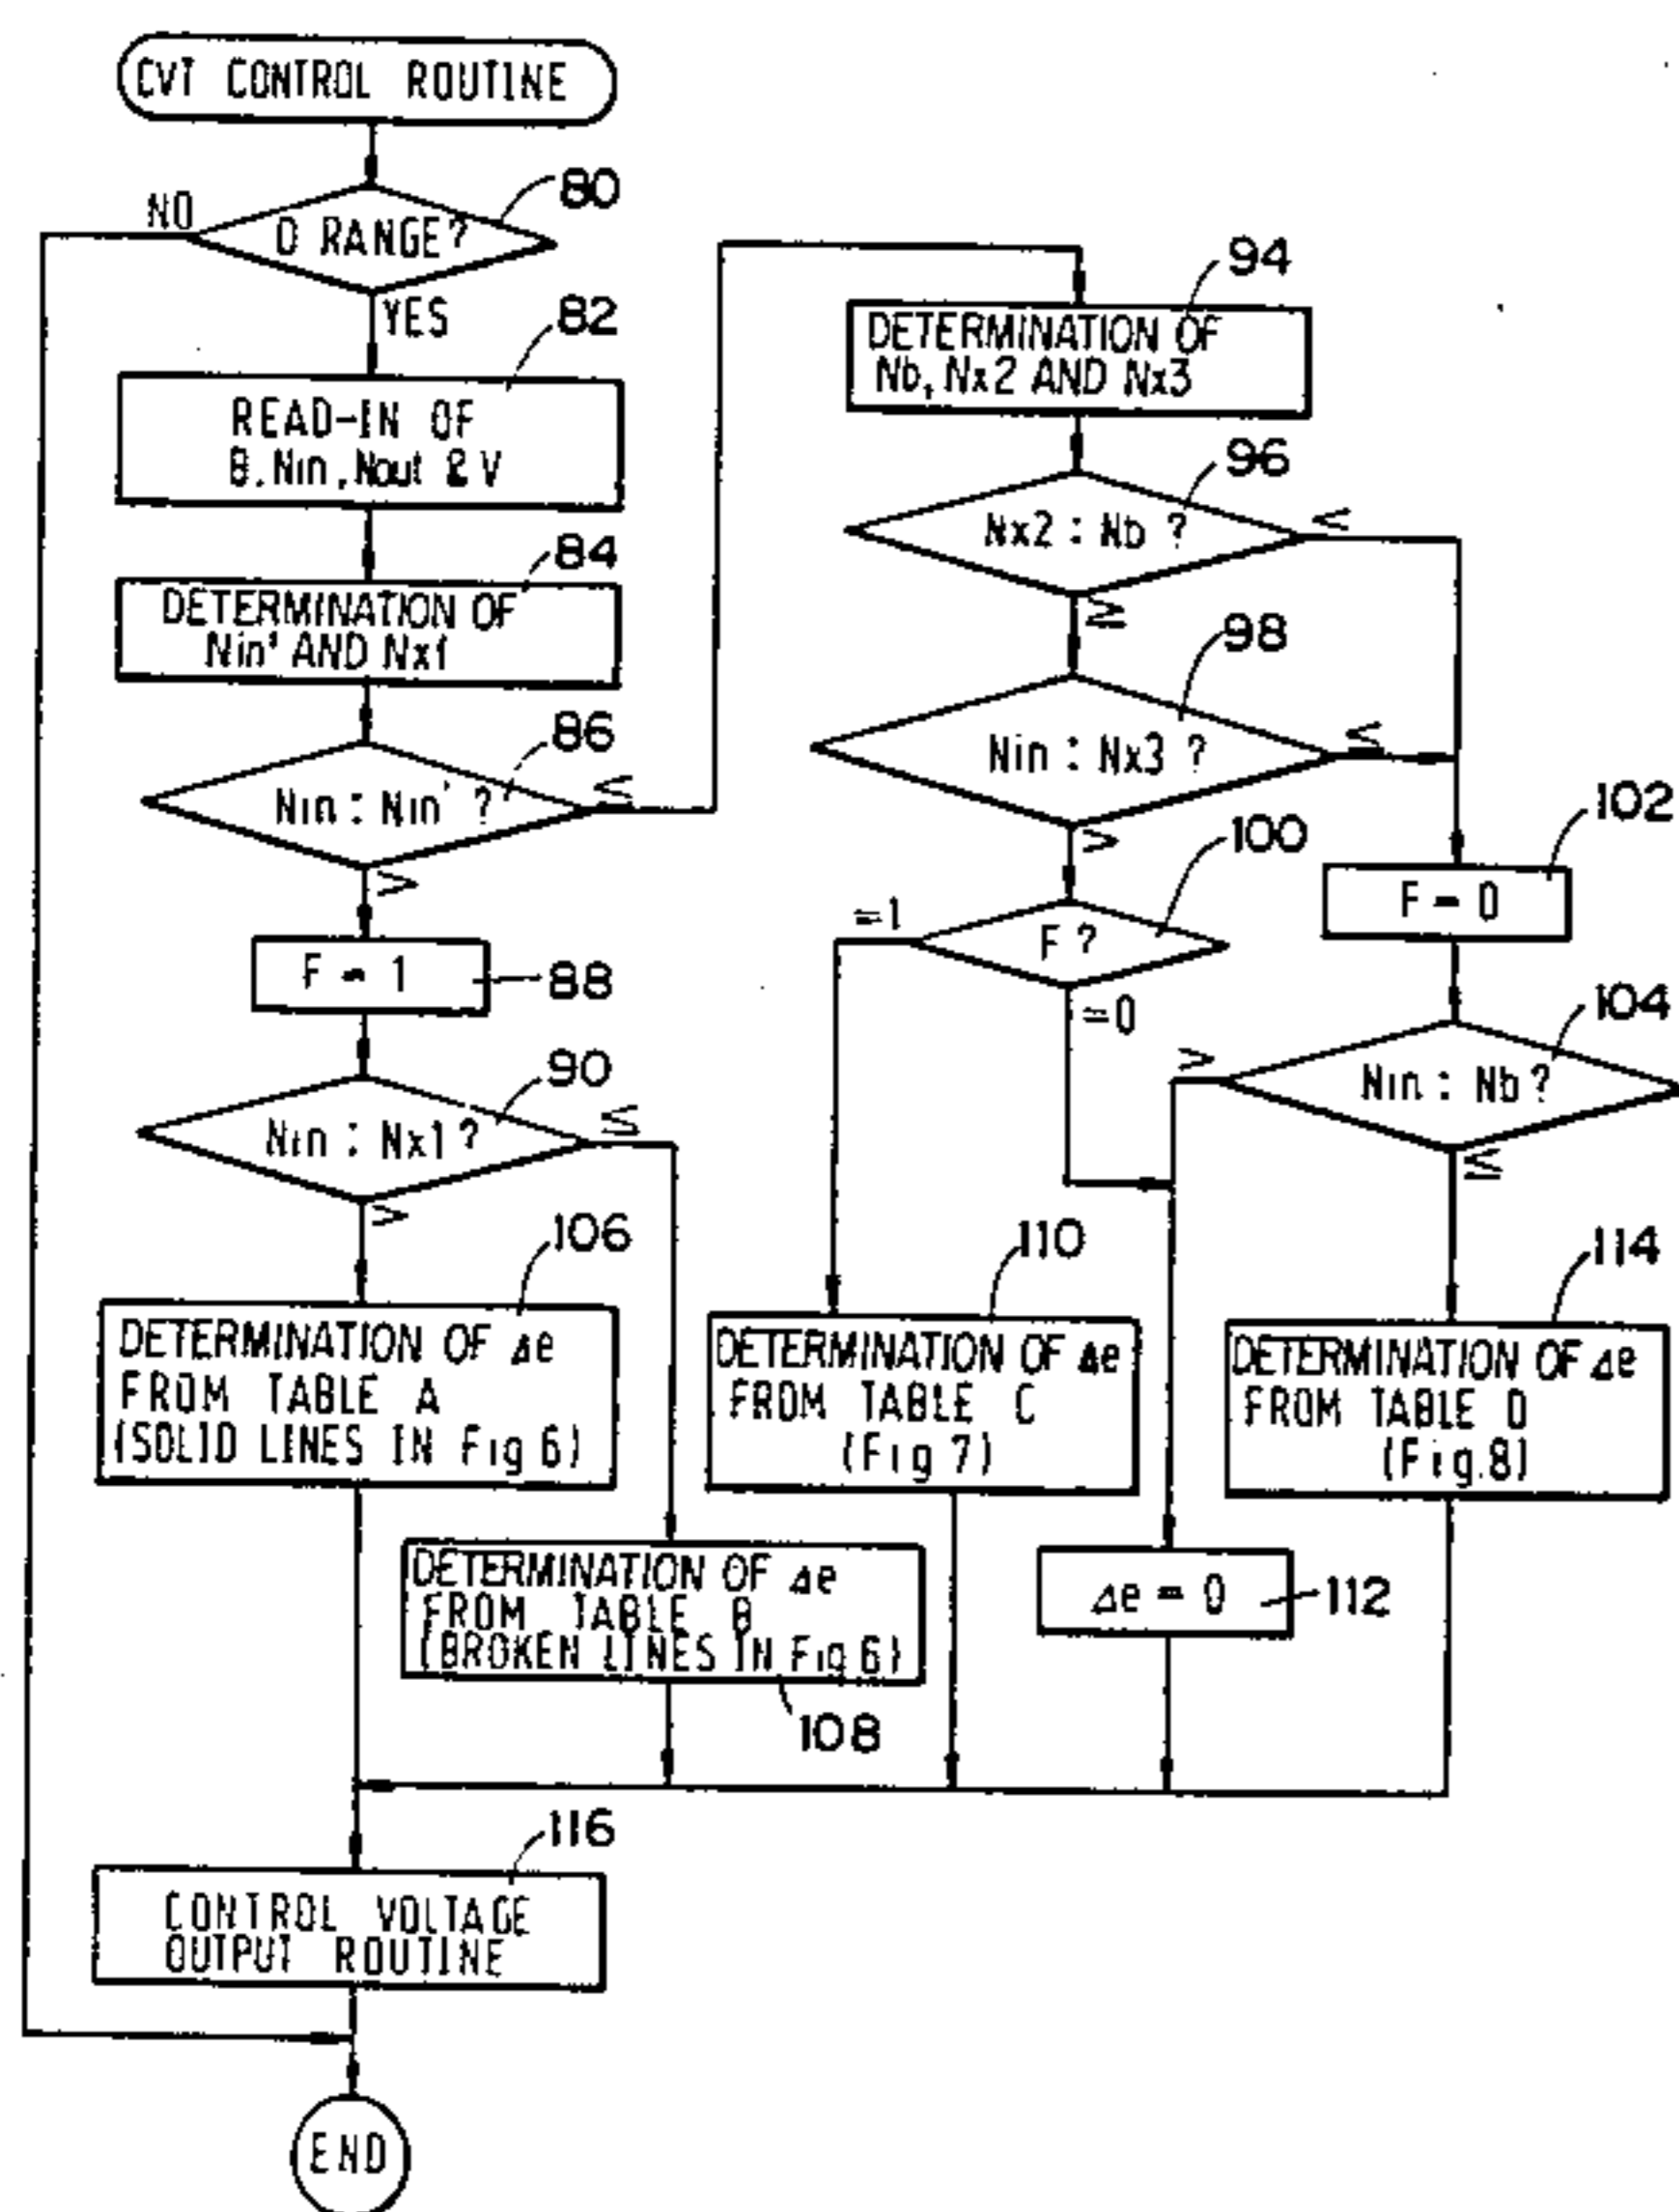 CVT CONTROL ROUTINE
80
NO
D RANGE?
YES
82
READ-IN OF
θ, Nin, Nout & V
84
DETERMINATION OF
Nin' AND Nx1
86
Nin : Nin' ?
≤
>
F = 1
88
90
Nin : Nx1 ?
≤
>
106
DETERMINATION OF Δe
FROM TABLE A
(SOLID LINES IN Fig 6)
DETERMINATION OF Δe
FROM TABLE B
(BROKEN LINES IN Fig 6)
108
94
DETERMINATION OF
Nb, Nx2 AND Nx3
96
Nx2 : Nb ?
<
≥
98
Nin : Nx3 ?
≤
>
100
F ?
=1
=0
102
F = 0
104
Nin : Nb ?
>
≤
110
DETERMINATION OF Δe
FROM TABLE C
(Fig 7)
Δe = 0
112
114
DETERMINATION OF Δe
FROM TABLE D
(Fig.8)
116
CONTROL VOLTAGE
OUTPUT ROUTINE
END